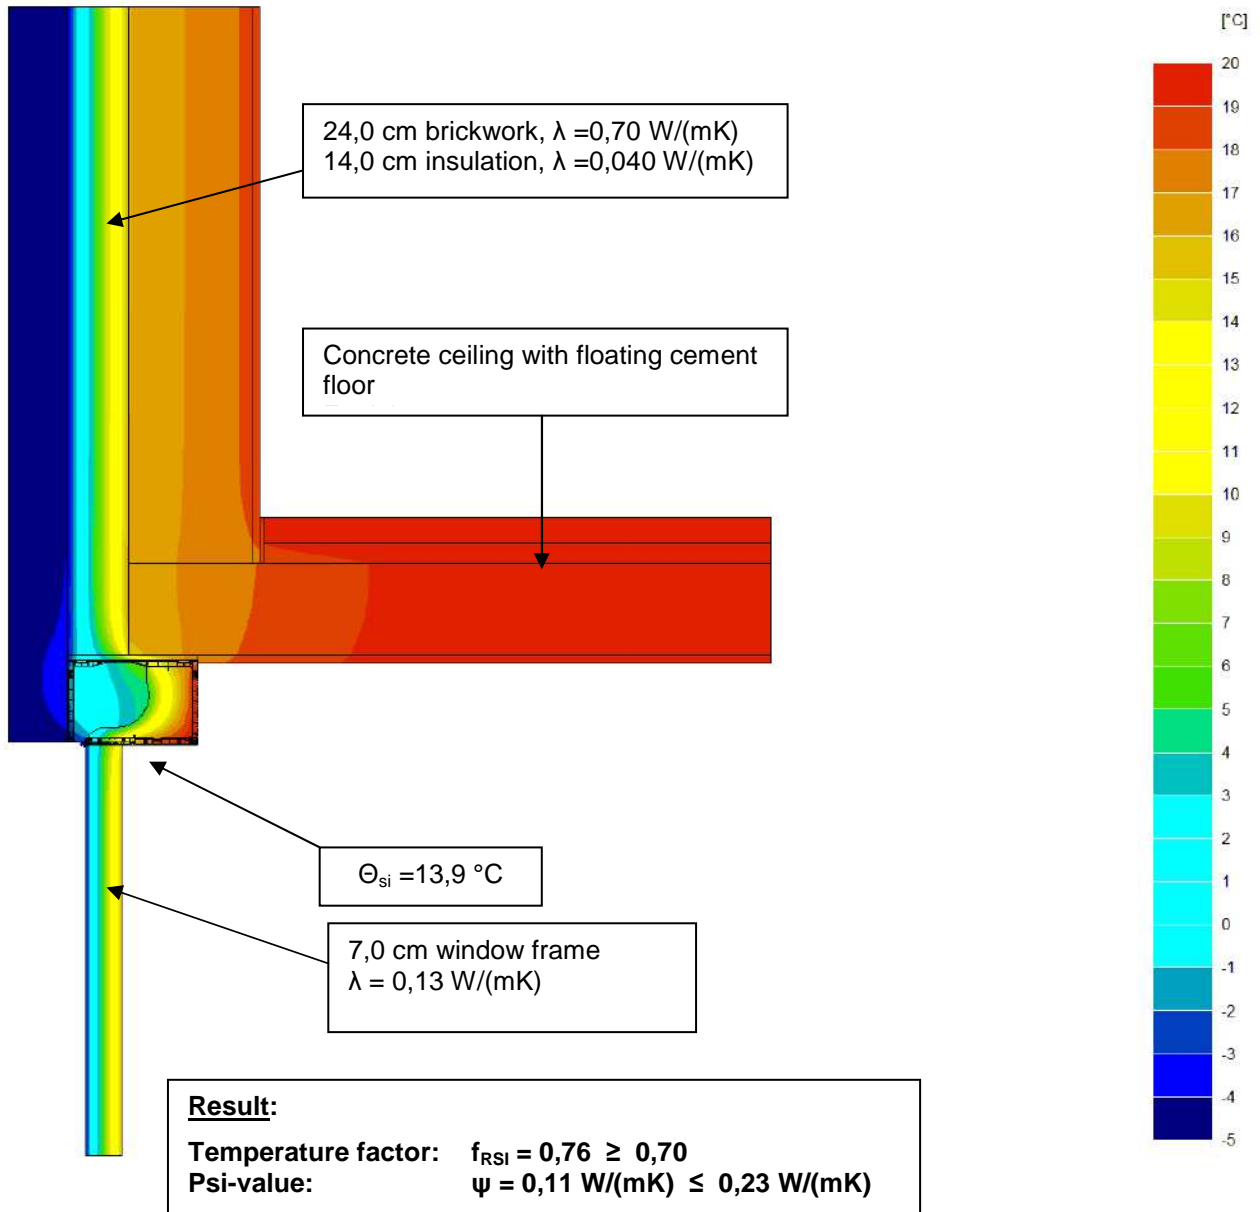 [°C]
24,0 cm brickwork, λ =0,70 W/(mK)
14,0 cm insulation, λ =0,040 W/(mK)
Concrete ceiling with floating cement
floor
Θsi =13,9 °C
7,0 cm window frame
λ = 0,13 W/(mK)
20
19
18
17
16
15
14
13
12
11
10
9
8
7
6
5
4
3
2
1
0
-1
-2
-3
-4
-5
Result:
Temperature factor: fRSI = 0,76 ≥ 0,70
Psi-value: ψ = 0,11 W/(mK) ≤ 0,23 W/(mK)